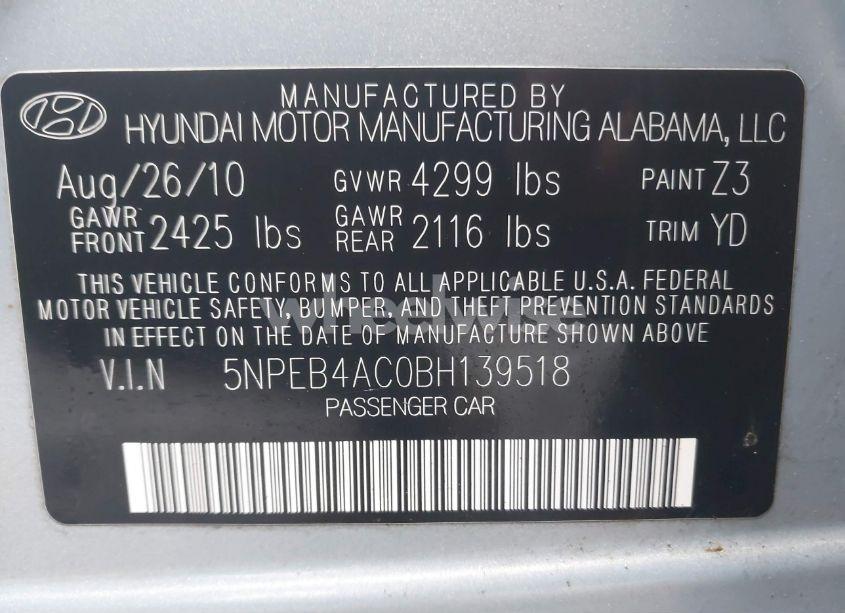 MANUFACTURED BY
HYUNDAI MOTOR MANUFACTURING ALABAMA, LLC
Aug/26/10 GVWR 4299 lbs PAINT Z3
GAWR FRONT 2425 lbs GAWR REAR 2116 lbs TRIM YD
THIS VEHICLE CONFORMS TO ALL APPLICABLE U.S.A. FEDERAL
MOTOR VEHICLE SAFETY, BUMPER, AND THEFT PREVENTION STANDARDS
IN EFFECT ON THE DATE OF MANUFACTURE SHOWN ABOVE
wheelwise
V.I.N 5NPEB4AC0BH139518
PASSENGER CAR